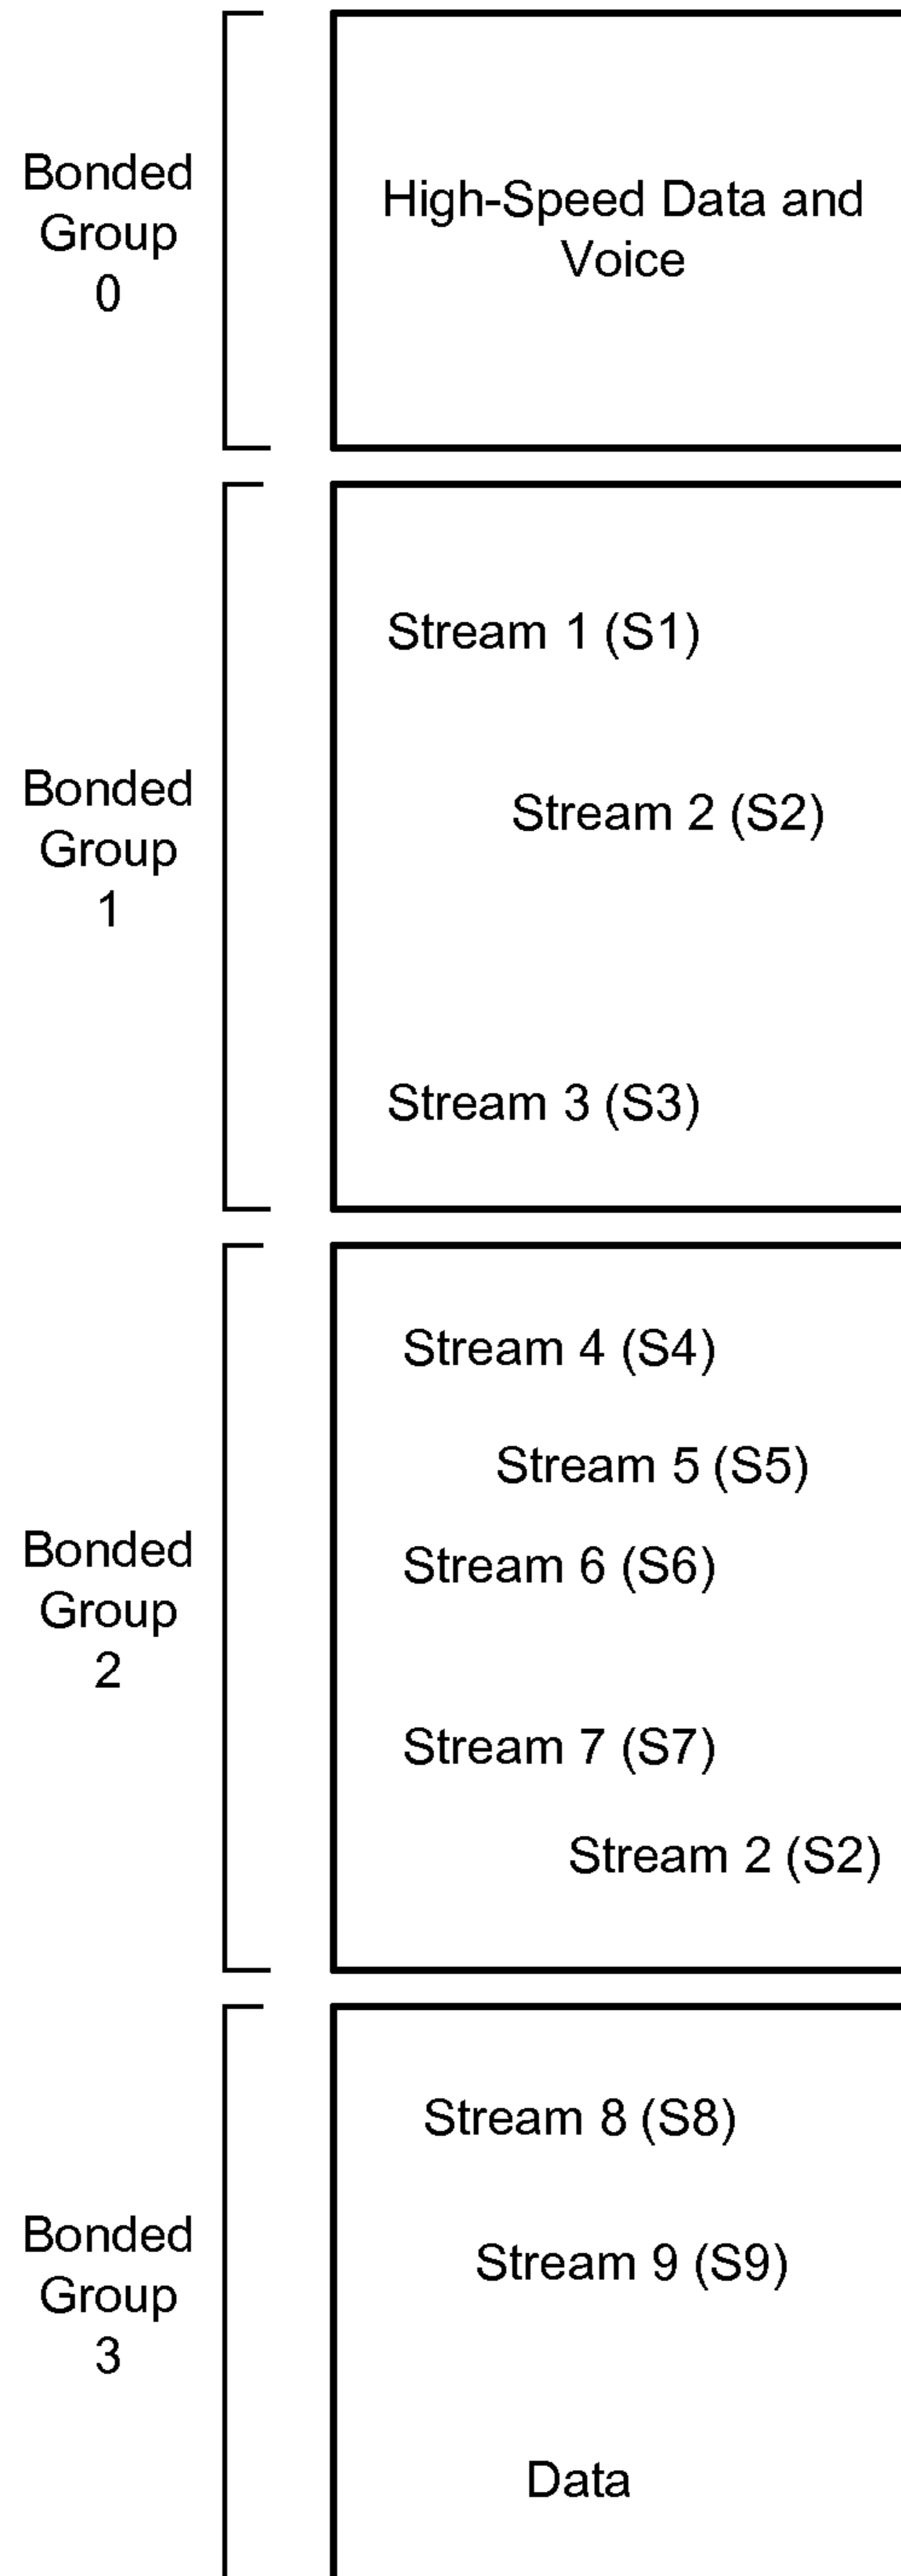 Bonded
Group
0
High-Speed Data and
Voice
Bonded
Group
1
Stream 1 (S1)
Stream 2 (S2)
Stream 3 (S3)
Bonded
Group
2
Stream 4 (S4)
Stream 5 (S5)
Stream 6 (S6)
Stream 7 (S7)
Stream 2 (S2)
Bonded
Group
3
Stream 8 (S8)
Stream 9 (S9)
Data